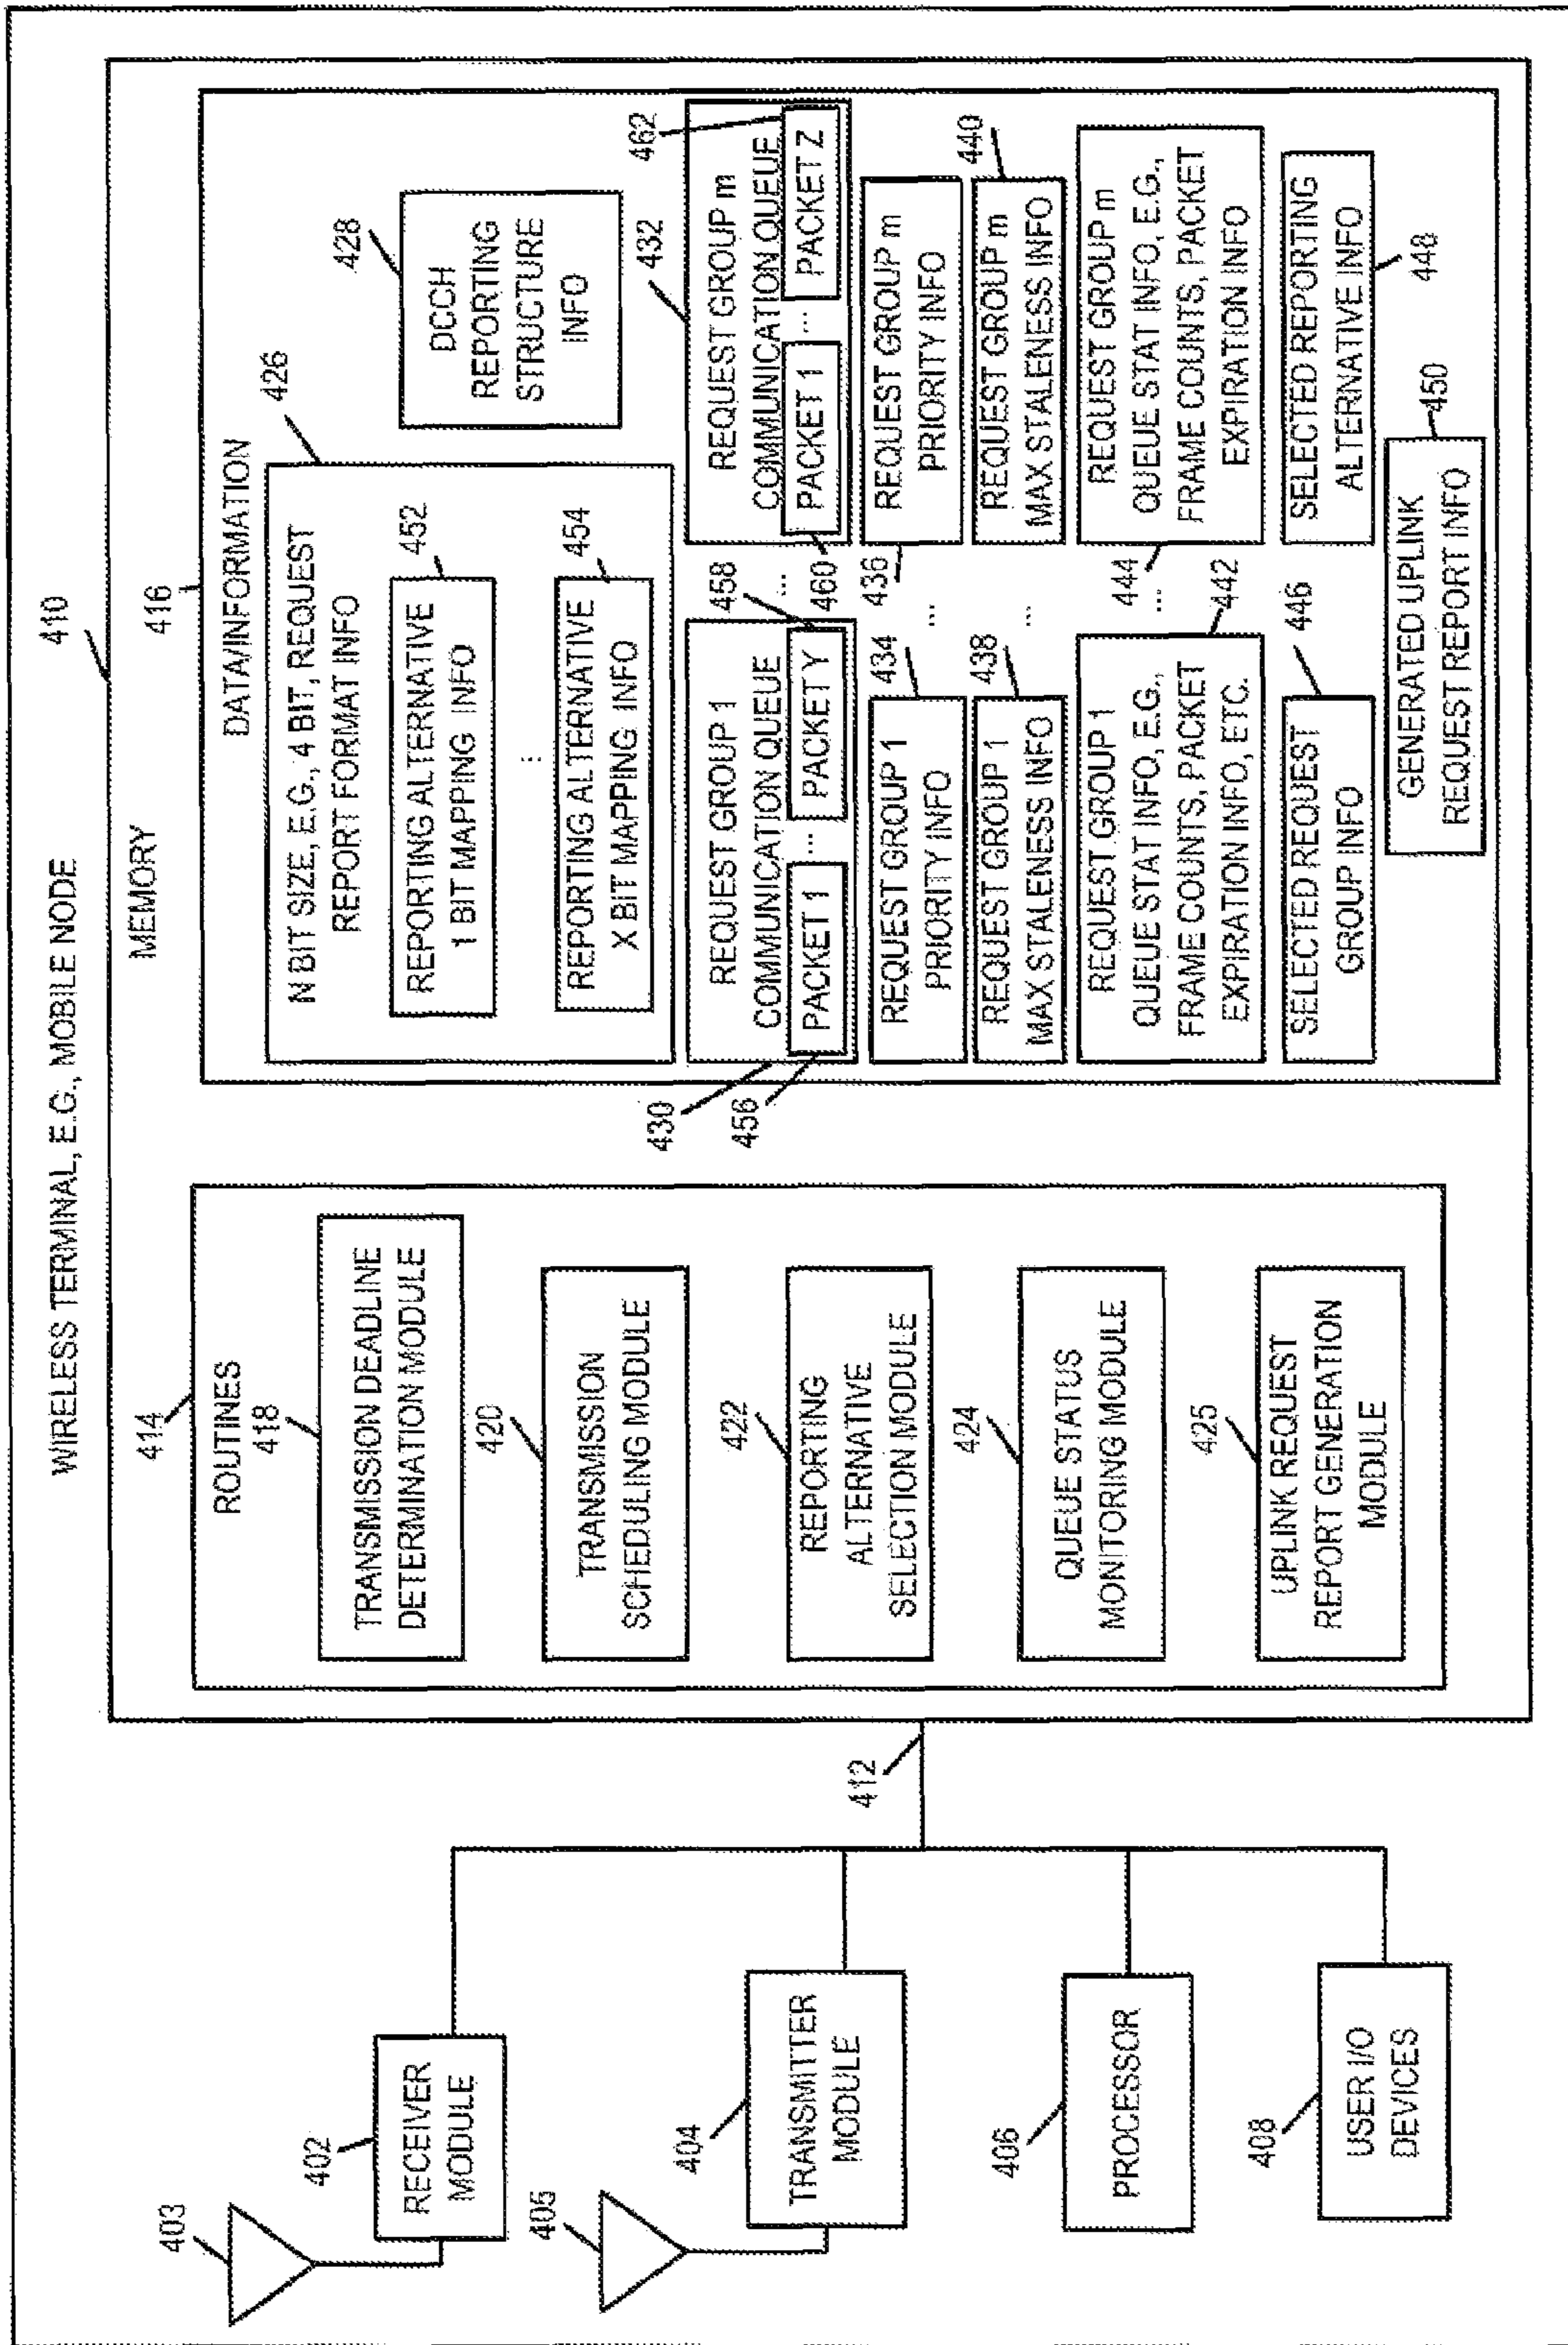 WIRELESS TERMINAL, E.G., MOBILE NODE
410
403
402
RECEIVER
MODULE
405
404
TRANSMITTER
MODULE
406
PROCESSOR
408
USER I/O
DEVICES
412
MEMORY
414
ROUTINES
418
TRANSMISSION DEADLINE
DETERMINATION MODULE
420
TRANSMISSION
SCHEDULING MODULE
422
REPORTING
ALTERNATIVE
SELECTION MODULE
424
QUEUE STATUS
MONITORING MODULE
425
UPLINK REQUEST
REPORT GENERATION
MODULE
416
DATA/INFORMATION
426
N BIT SIZE, E.G., 4 BIT, REQUEST
REPORT FORMAT INFO
452
REPORTING ALTERNATIVE
1 BIT MAPPING INFO
...
454
REPORTING ALTERNATIVE
X BIT MAPPING INFO
428
DCCH
REPORTING
STRUCTURE
INFO
430
REQUEST GROUP 1
COMMUNICATION QUEUE
PACKET 1 ... PACKET Y
456
458
...
432
REQUEST GROUP m
COMMUNICATION QUEUE
PACKET 1 ... PACKET Z
460
462
434
REQUEST GROUP 1
PRIORITY INFO
...
436
REQUEST GROUP m
PRIORITY INFO
438
REQUEST GROUP 1
MAX STALENESS INFO
...
440
REQUEST GROUP m
MAX STALENESS INFO
442
REQUEST GROUP 1
QUEUE STAT INFO, E.G.,
FRAME COUNTS, PACKET
EXPIRATION INFO, ETC.
...
444
REQUEST GROUP m
QUEUE STAT INFO, E.G.,
FRAME COUNTS, PACKET
EXPIRATION INFO
446
SELECTED REQUEST
GROUP INFO
448
SELECTED REPORTING
ALTERNATIVE INFO
450
GENERATED UPLINK
REQUEST REPORT INFO